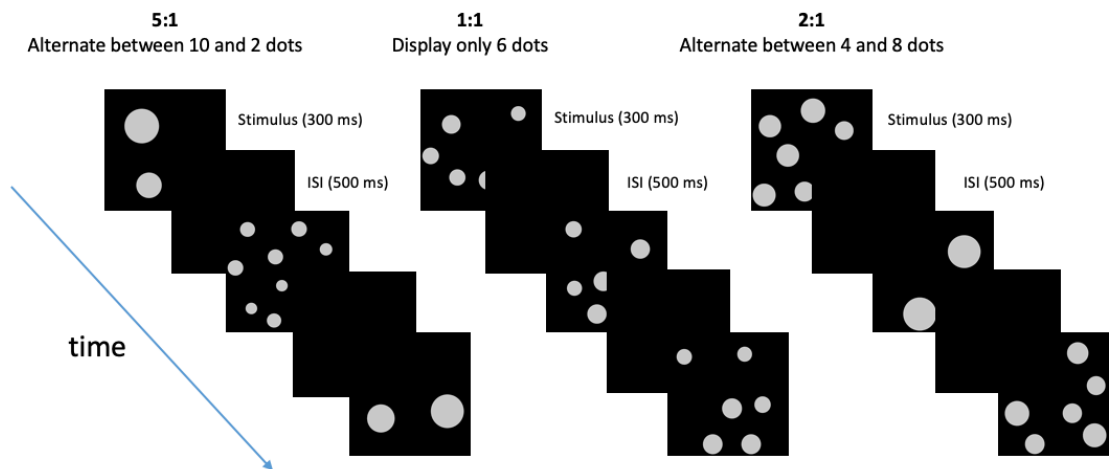 5:1
Alternate between 10 and 2 dots
1:1
Display only 6 dots
2:1
Alternate between 4 and 8 dots
Stimulus (300 ms)
Stimulus (300 ms)
Stimulus (300 ms)
ISI (500 ms)
ISI (500 ms)
ISI (500 ms)
time